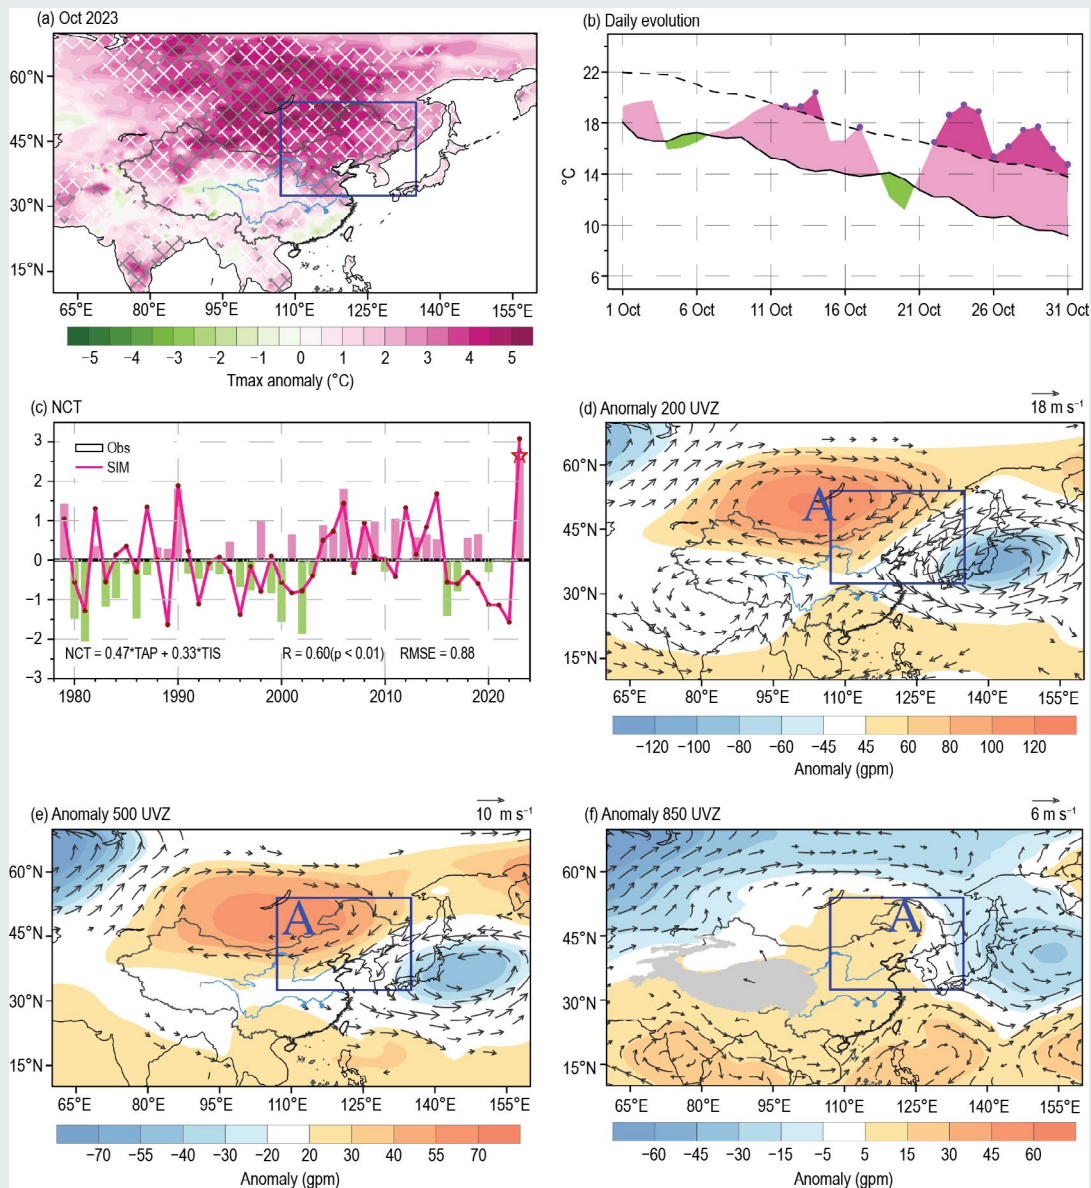 (a) Oct 2023
60°N
45°N
30°N
15°N
65°E 80°E 95°E 110°E 125°E 140°E 155°E
−5 −4 −3 −2 −1 0 1 2 3 4 5
Tmax anomaly (°C)
(b) Daily evolution
°C
22
18
14
10
6
1 Oct 6 Oct 11 Oct 16 Oct 21 Oct 26 Oct 31 Oct
(c) NCT
3
2
1
0
−1
−2
−3
Obs
SIM
NCT = 0.47*TAP + 0.33*TIS R = 0.60(p < 0.01) RMSE = 0.88
1980 1990 2000 2010 2020
(d) Anomaly 200 UVZ
18 m s⁻¹
60°N
45°N
30°N
15°N
A
65°E 80°E 95°E 110°E 125°E 140°E 155°E
−120 −100 −80 −60 −45 45 60 80 100 120
Anomaly (gpm)
(e) Anomaly 500 UVZ
10 m s⁻¹
60°N
45°N
30°N
15°N
A
65°E 80°E 95°E 110°E 125°E 140°E 155°E
−70 −55 −40 −30 −20 20 30 40 55 70
Anomaly (gpm)
(f) Anomaly 850 UVZ
6 m s⁻¹
60°N
45°N
30°N
15°N
A
65°E 80°E 95°E 110°E 125°E 140°E 155°E
−60 −45 −30 −15 −5 5 15 30 45 60
Anomaly (gpm)